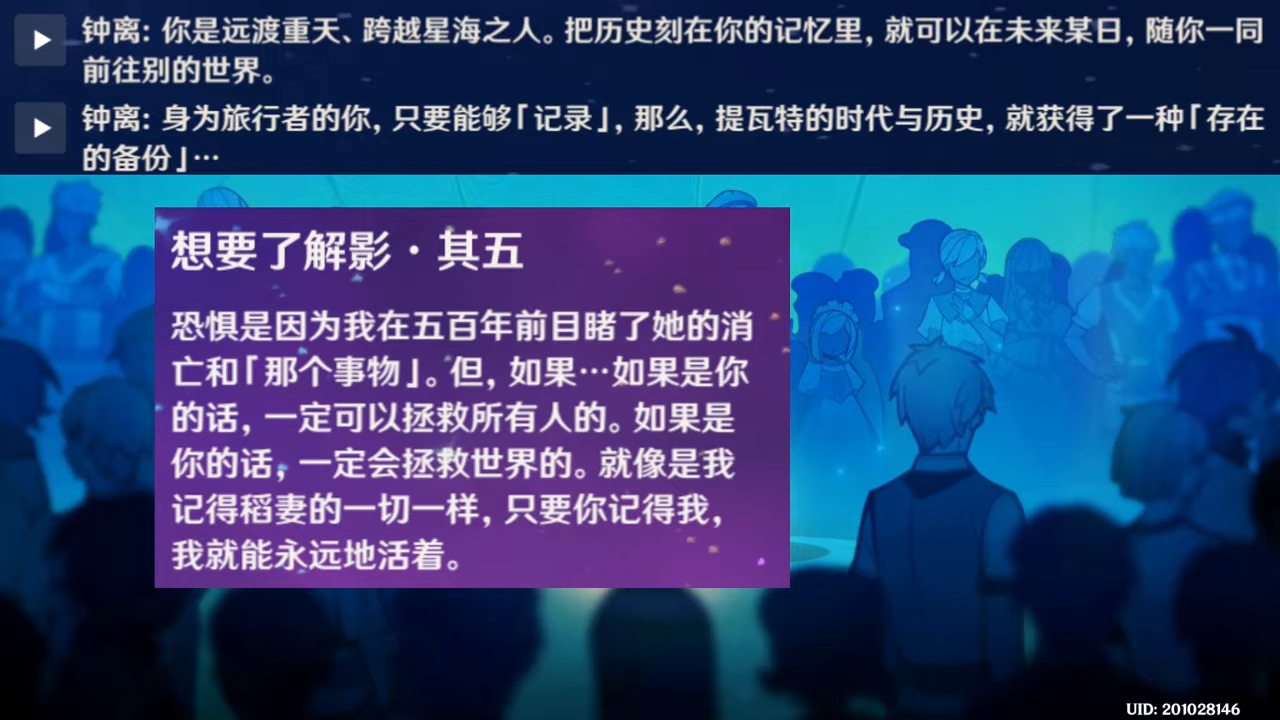 钟离: 你是远渡重天、跨越星海之人。把历史刻在你的记忆里, 就可以在未来某日, 随你一同
前往别的世界。
钟离: 身为旅行者的你, 只要能够「记录」, 那么, 提瓦特的时代与历史, 就获得了一种「存在
的备份」…
想要了解影·其五
恐惧是因为我在五百年前目睹了她的消
亡和「那个事物」。但, 如果…如果是你
的话, 一定可以拯救所有人的。如果是
你的话, 一定会拯救世界的。就像是我
记得稻妻的一切一样, 只要你记得我,
我就能永远地活着。
UID: 201028146